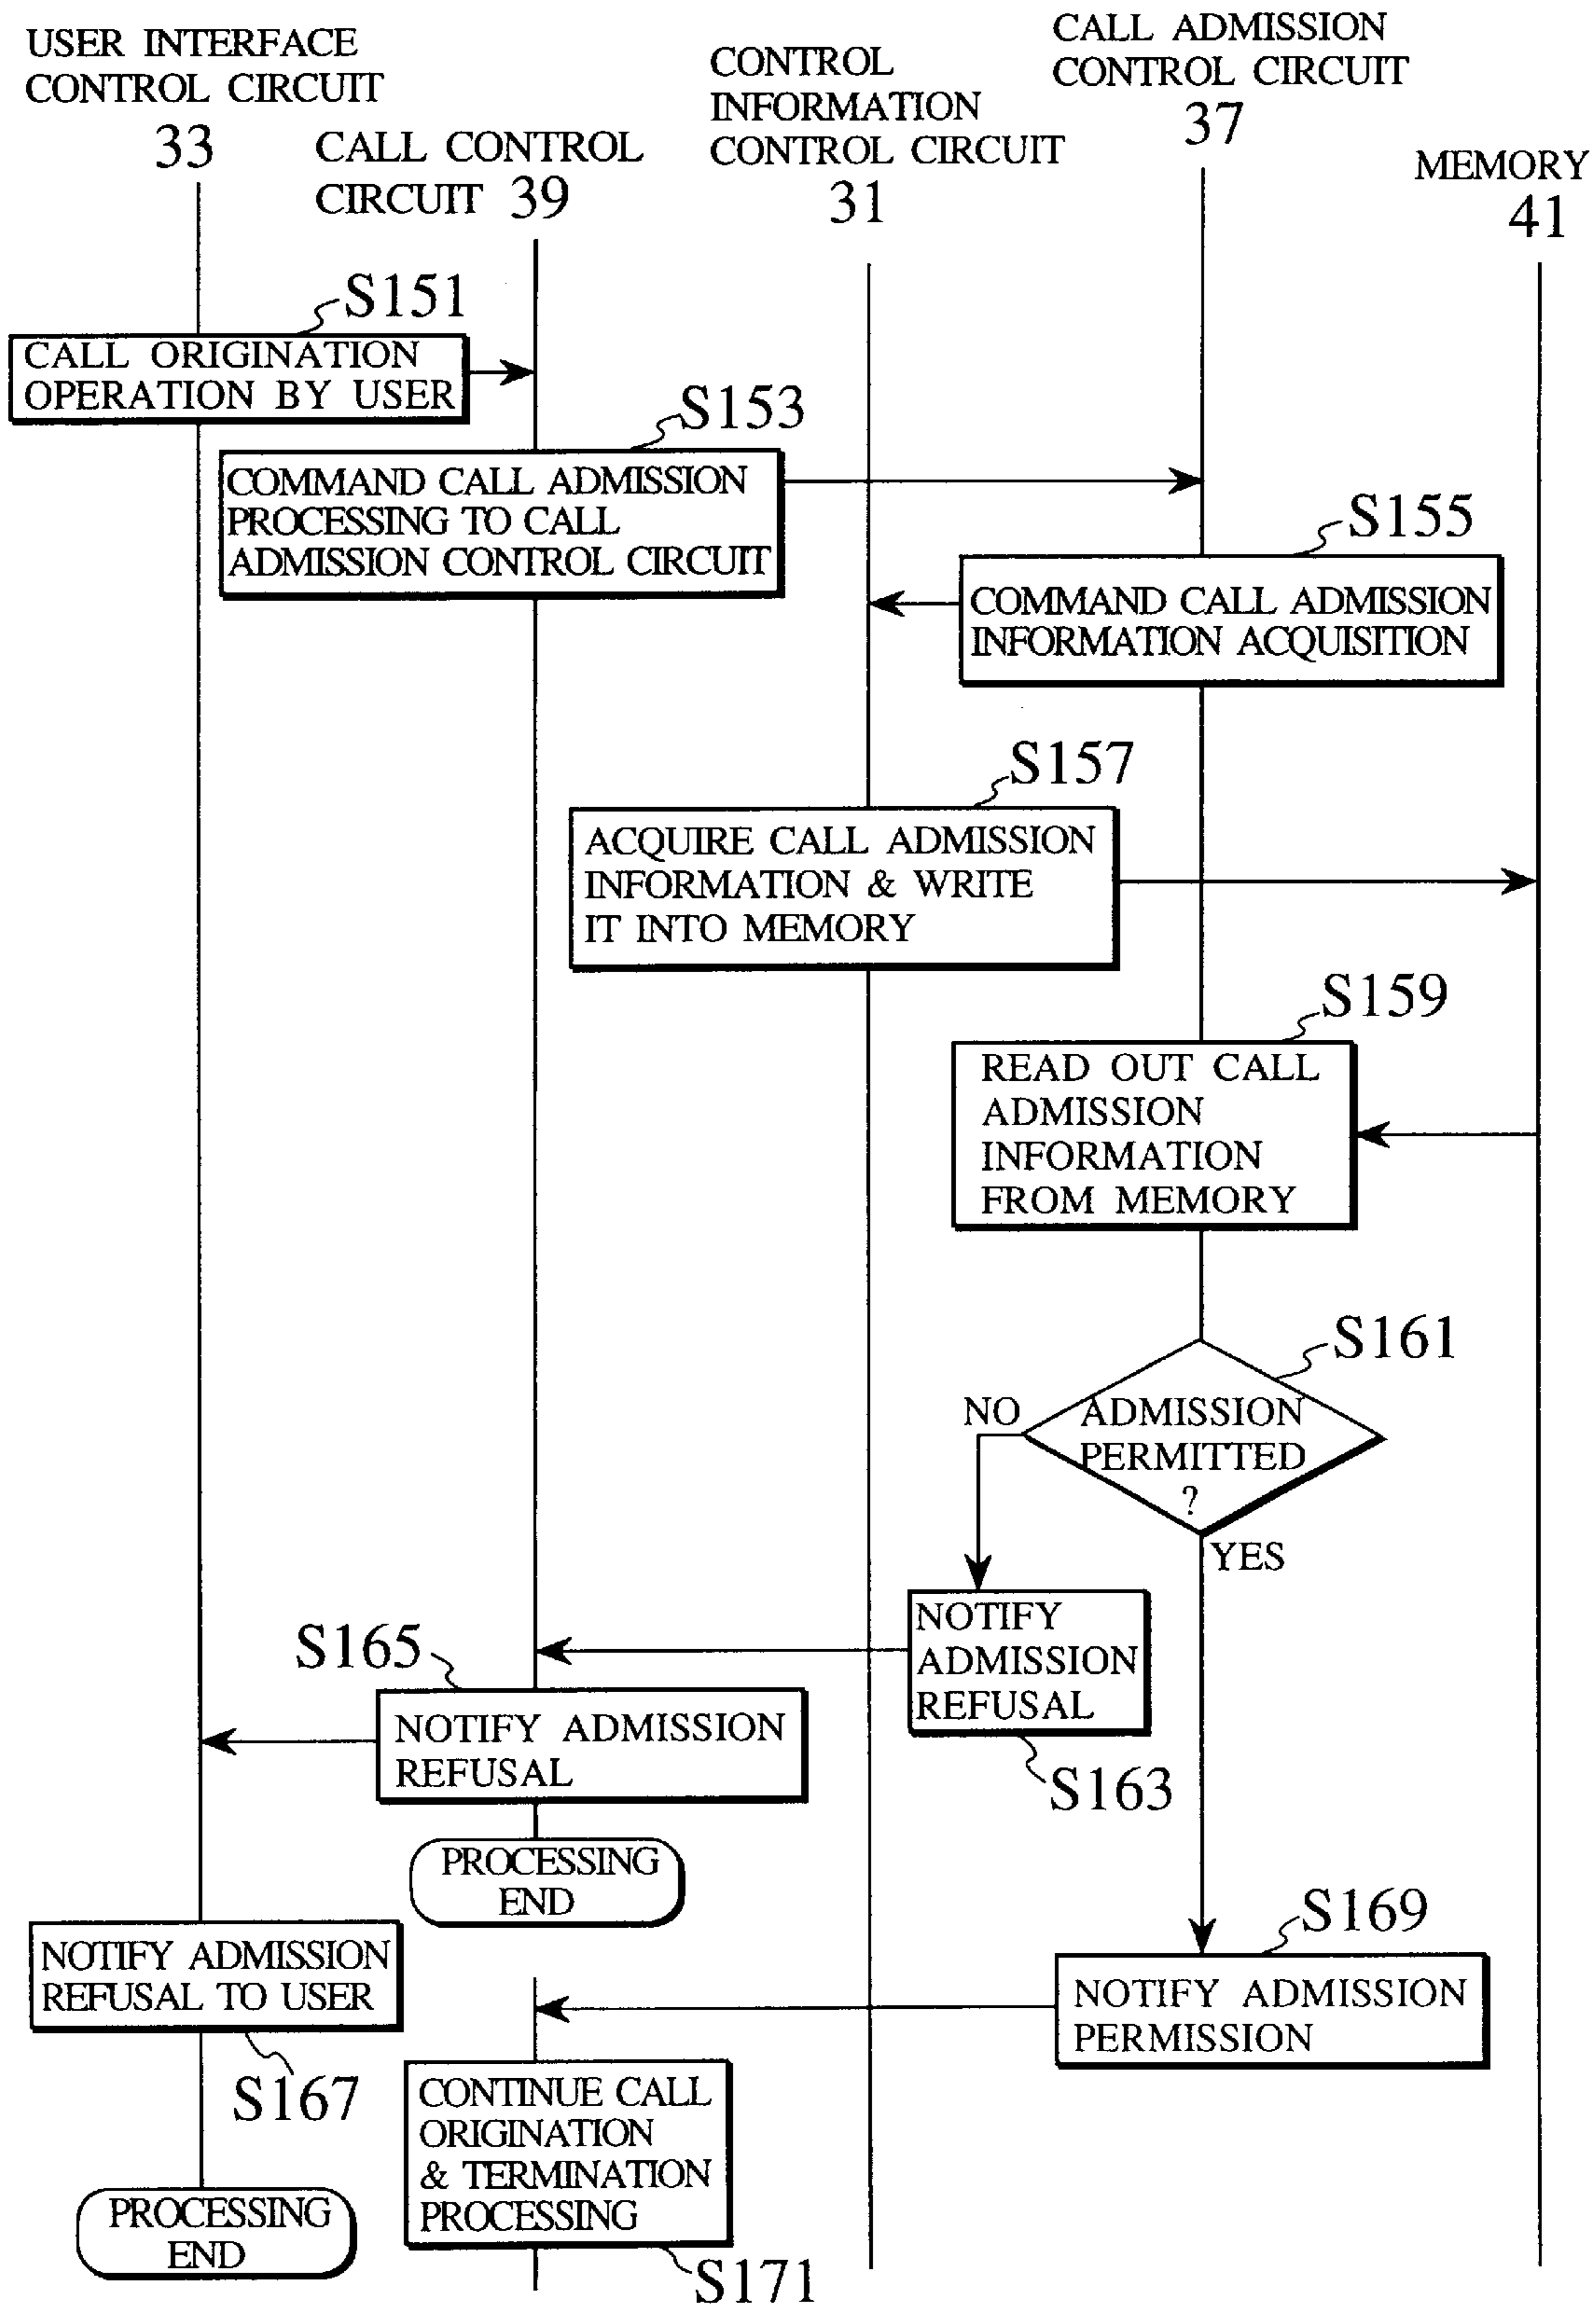 USER INTERFACE
CONTROL CIRCUIT
33
CALL CONTROL
CIRCUIT 39
CONTROL
INFORMATION
CONTROL CIRCUIT
31
CALL ADMISSION
CONTROL CIRCUIT
37
MEMORY
41
S151
CALL ORIGINATION
OPERATION BY USER
S153
COMMAND CALL ADMISSION
PROCESSING TO CALL
ADMISSION CONTROL CIRCUIT
S155
COMMAND CALL ADMISSION
INFORMATION ACQUISITION
S157
ACQUIRE CALL ADMISSION
INFORMATION & WRITE
IT INTO MEMORY
S159
READ OUT CALL
ADMISSION
INFORMATION
FROM MEMORY
S161
NO
ADMISSION
PERMITTED
?
YES
NOTIFY
ADMISSION
REFUSAL
S163
S165
NOTIFY ADMISSION
REFUSAL
PROCESSING
END
NOTIFY ADMISSION
REFUSAL TO USER
S167
PROCESSING
END
S169
NOTIFY ADMISSION
PERMISSION
CONTINUE CALL
ORIGINATION
& TERMINATION
PROCESSING
S171